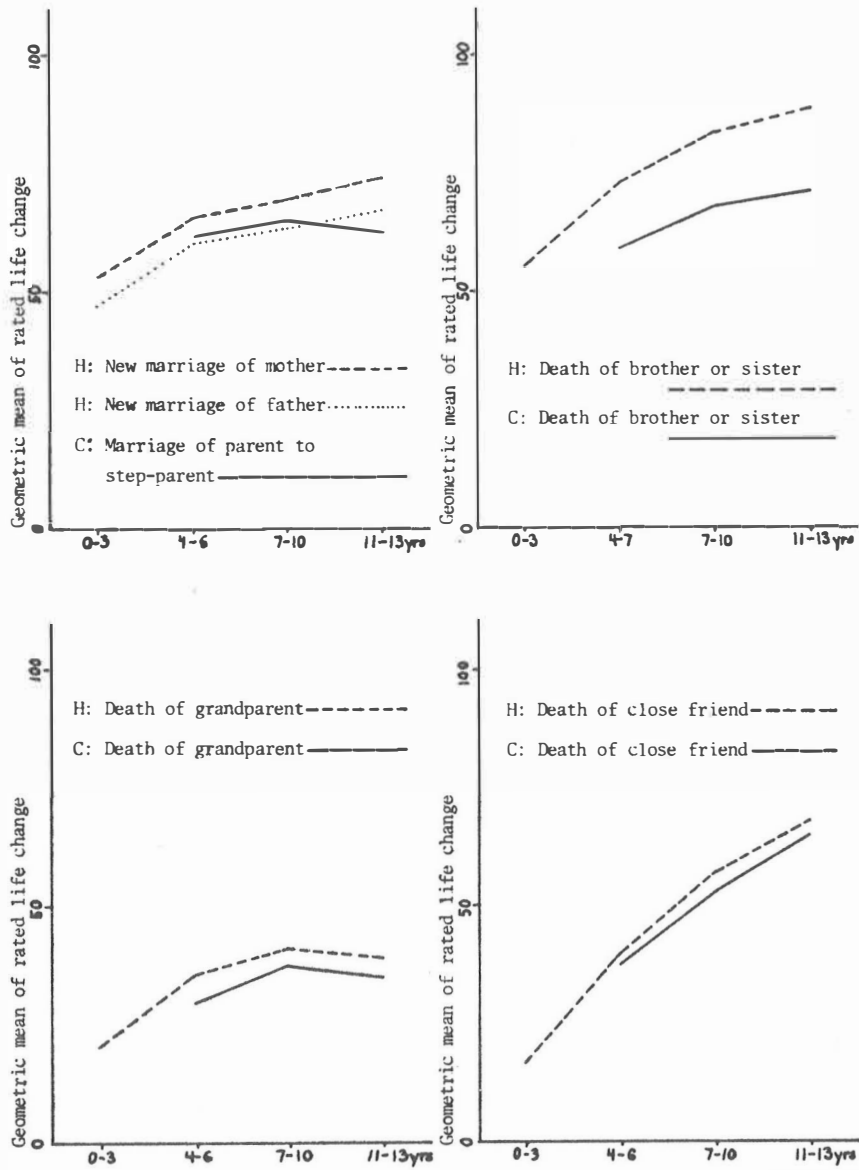 Geometric mean of rated life change
100
50
0
H: New marriage of mother
H: New marriage of father
C: Marriage of parent to
step-parent
0-3 4-6 7-10 11-13yrs
Geometric mean of rated life change
100
50
0
H: Death of brother or sister
C: Death of brother or sister
0-3 4-7 7-10 11-13yrs
Geometric mean of rated life change
100
50
0
H: Death of grandparent
C: Death of grandparent
0-3 4-6 7-10 11-13yrs
Geometric mean of rated life change
100
50
0
H: Death of close friend
C: Death of close friend
0-3 4-6 7-10 11-13yrs